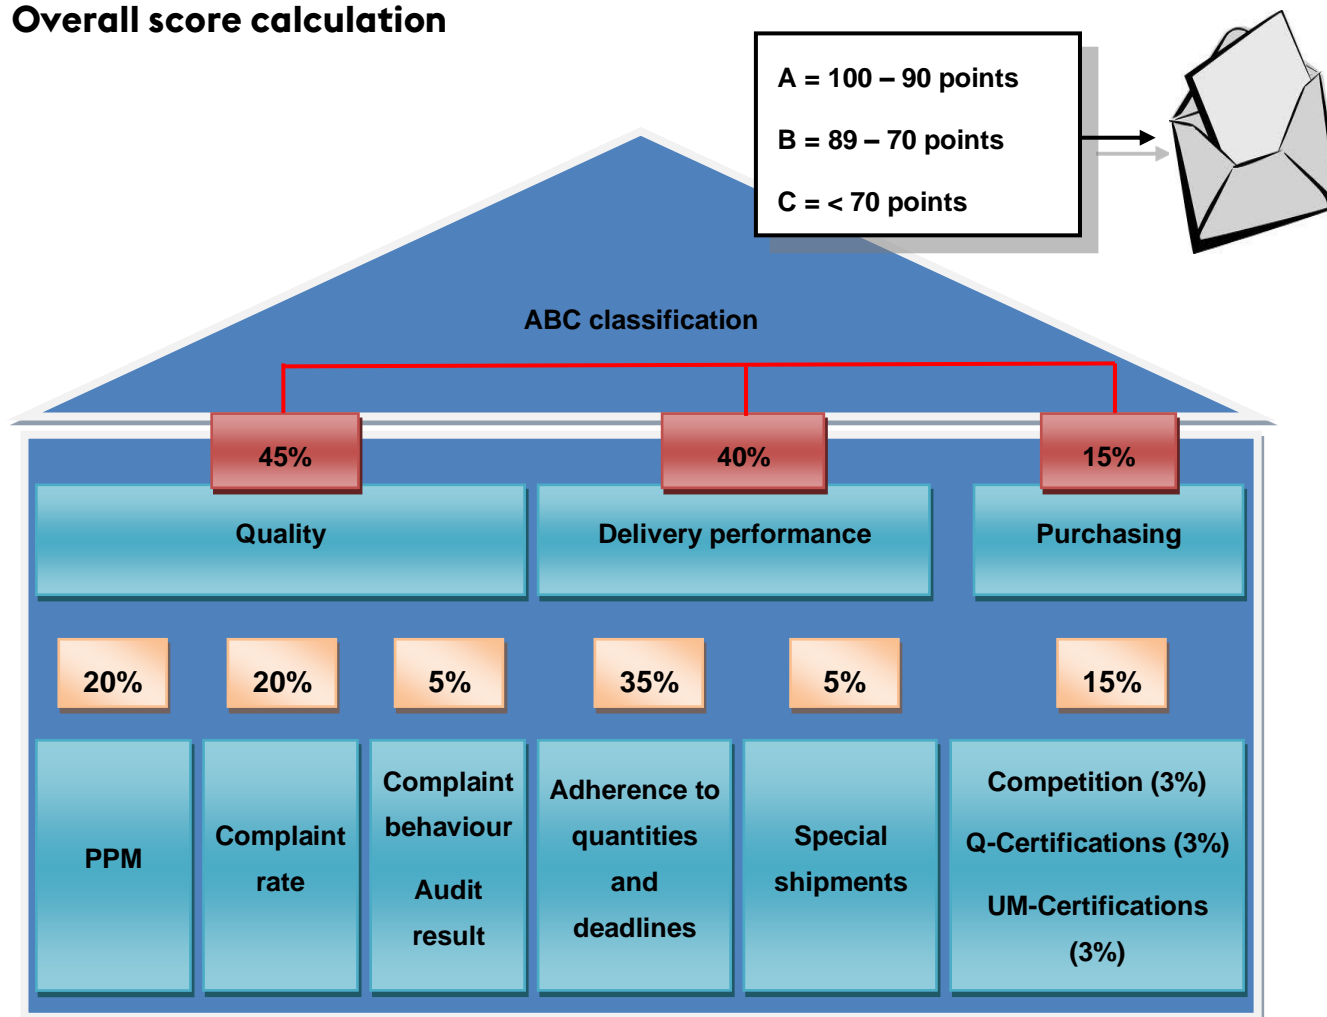 Overall score calculation
A = 100 – 90 points
B = 89 – 70 points
C = < 70 points
ABC classification
45%
40%
15%
Quality
Delivery performance
Purchasing
20%
20%
5%
35%
5%
15%
PPM
Complaint
rate
Complaint
behaviour
Audit
result
Adherence to
quantities
and
deadlines
Special
shipments
Competition (3%)
Q-Certifications (3%)
UM-Certifications
(3%)